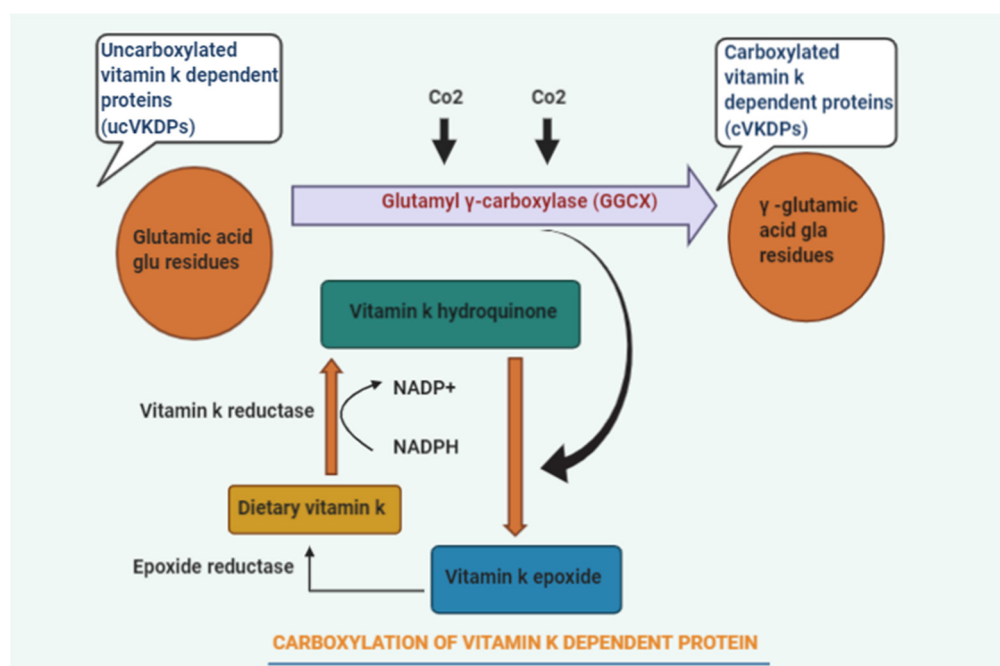 Uncarboxylated
vitamin k dependent
proteins
(ucVKDPs)
Co2
Co2
Carboxylated
vitamin k
dependent proteins
(cVKDPs)
Glutamyl γ-carboxylase (GGCX)
Glutamic acid
glu residues
γ -glutamic
acid gla
residues
Vitamin k hydroquinone
NADP+
Vitamin k reductase
NADPH
Dietary vitamin k
Epoxide reductase
Vitamin k epoxide
CARBOXYLATION OF VITAMIN K DEPENDENT PROTEIN